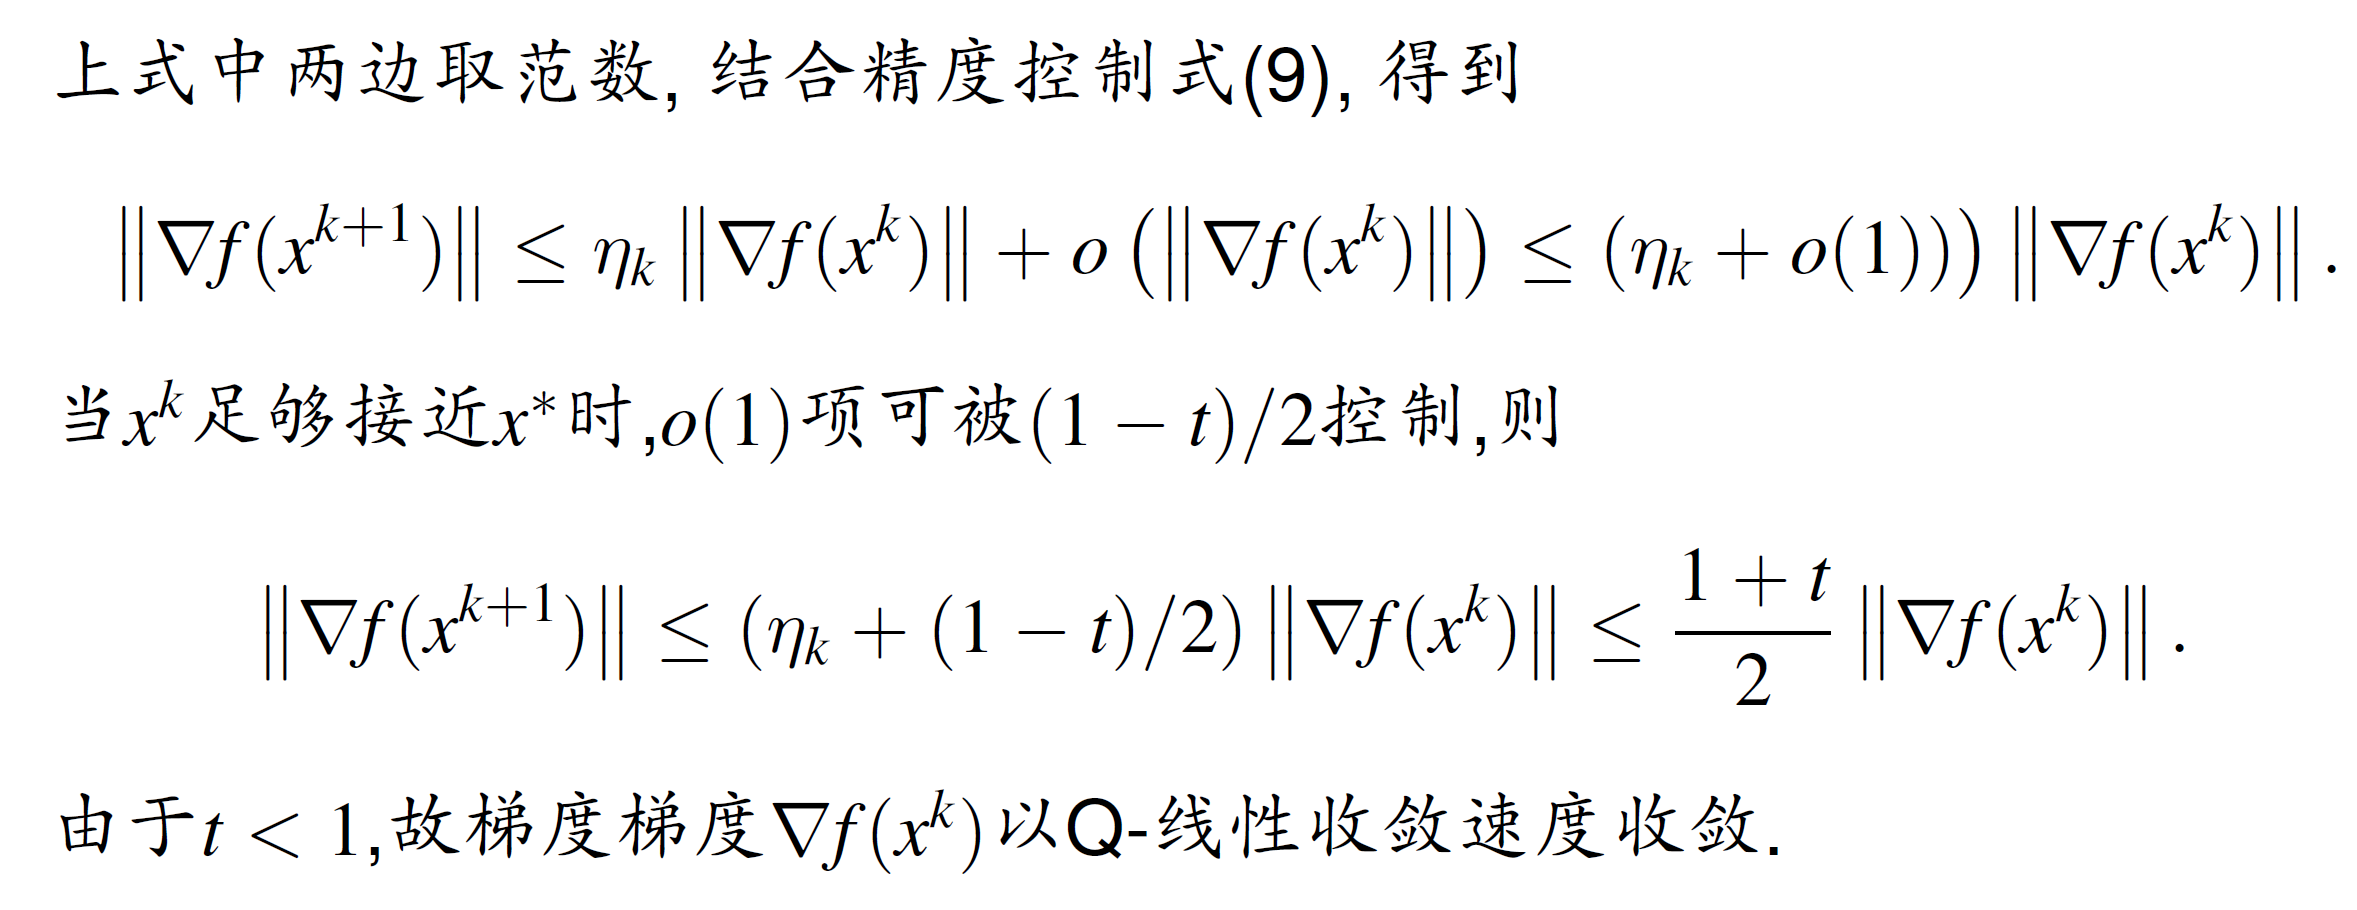 上式中两边取范数, 结合精度控制式(9), 得到
$\left\|\nabla f(x^{k+1})\right\| \leq \eta_k \left\|\nabla f(x^k)\right\| + o\left(\left\|\nabla f(x^k)\right\|\right) \leq (\eta_k + o(1))) \left\|\nabla f(x^k)\right\|.$
当$x^k$足够接近$x^*$时,$o(1)$项可被$(1-t)/2$控制,则
$\left\|\nabla f(x^{k+1})\right\| \leq (\eta_k + (1-t)/2) \left\|\nabla f(x^k)\right\| \leq \frac{1+t}{2} \left\|\nabla f(x^k)\right\|.$
由于$t < 1$,故梯度梯度$\nabla f(x^k)$以Q-线性收敛速度收敛.